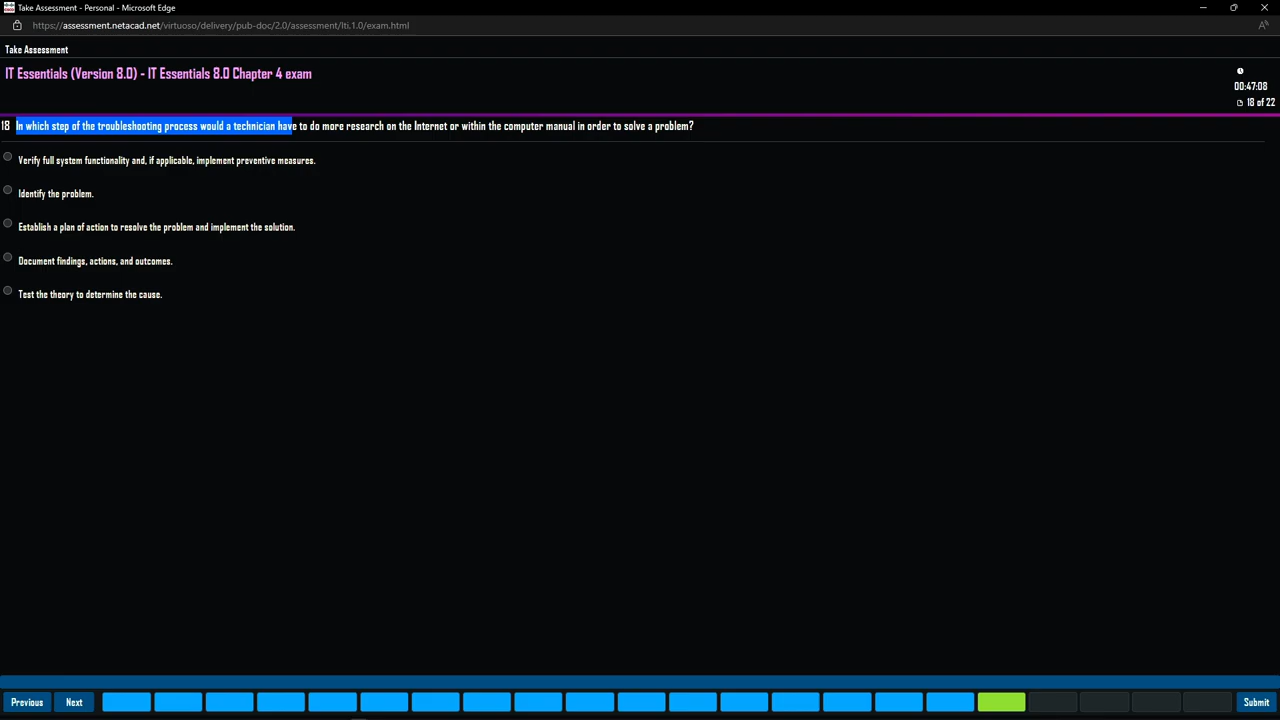 Take Assessment - Personal - Microsoft Edge
https://assessment.netacad.net/virtuoso/delivery/pub-doc/2.0/assessment/lti.1.0/exam.html
Take Assessment
IT Essentials (Version 8.0) - IT Essentials 8.0 Chapter 4 exam
00:47:08
18 of 22
18 In which step of the troubleshooting process would a technician have to do more research on the Internet or within the computer manual in order to solve a problem?
Verify full system functionality and, if applicable, implement preventive measures.
Identify the problem.
Establish a plan of action to resolve the problem and implement the solution.
Document findings, actions, and outcomes.
Test the theory to determine the cause.
Previous Next Submit